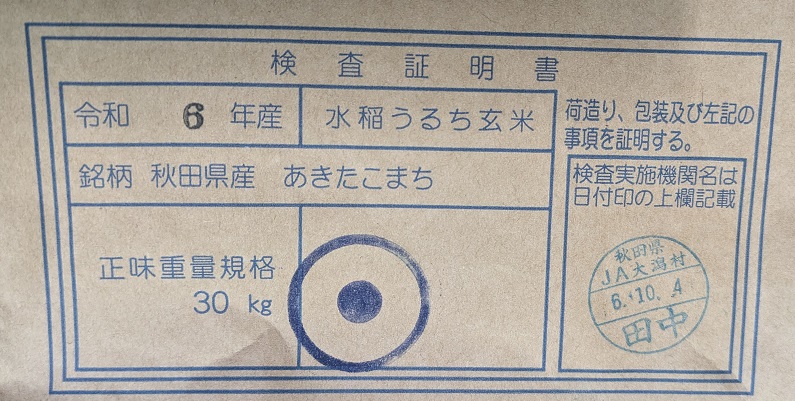 検査証明書
令和 6 年産
水稲うるち玄米
銘柄 秋田県産 あきたこまち
正味重量規格
30 kg
荷造り、包装及び左記の
事項を証明する。
検査実施機関名は
日付印の上欄記載
秋田県
JA大潟村
6.10.4
田中